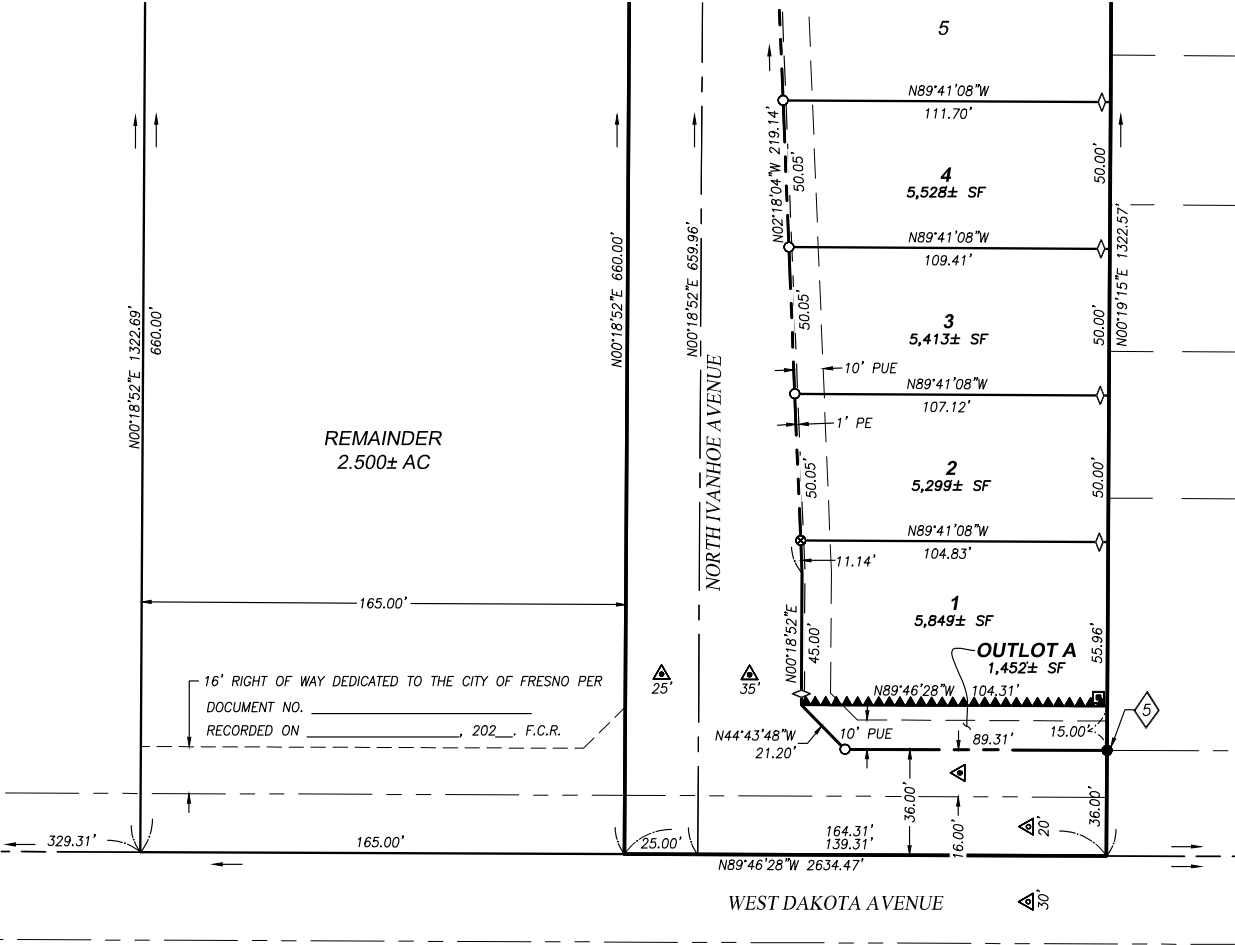 5
N89°41'08"W
111.70'
N02°18'04"W 219.14'
50.05'
4
5,528± SF
50.00'
N00°19'15"E 1322.57'
N89°41'08"W
109.41'
N00°18'52"E 1322.69'
660.00'
N00°18'52"E 660.00'
N00°18'52"E 659.96'
50.05'
3
5,413± SF
50.00'
10' PUE
N89°41'08"W
107.12'
1' PE
NORTH IVANHOE AVENUE
REMAINDER
2.500± AC
50.05'
2
5,299± SF
50.00'
N89°41'08"W
104.83'
11.14'
165.00'
N00°18'52"E
45.00'
1
5,849± SF
55.96'
OUTLOT A
1,452± SF
16' RIGHT OF WAY DEDICATED TO THE CITY OF FRESNO PER
DOCUMENT NO. ____________________
RECORDED ON ______________, 202__. F.C.R.
25'
35'
N89°46'28"W 104.31'
5
N44°43'48"W
21.20'
10' PUE
89.31'
15.00'
36.00'
16.00'
20'
36.00'
329.31'
165.00'
25.00'
164.31'
139.31'
N89°46'28"W 2634.47'
WEST DAKOTA AVENUE
30'